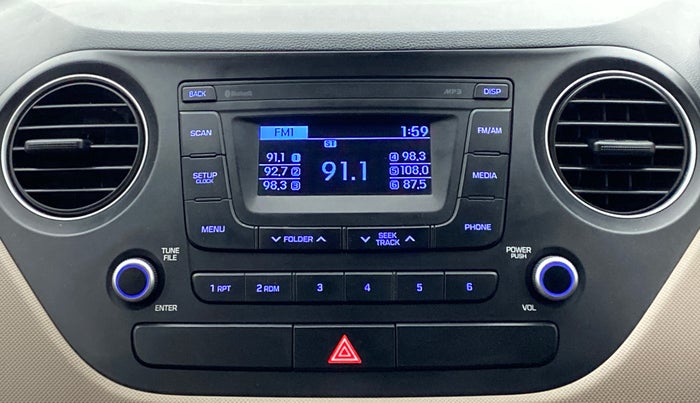 BACK Bluetooth MP3 DISP
SCAN FM1 1:59 FM/AM
ST
91,1 1 4 98,3
92,7 2 91.1 5 108,0
98,3 3 6 87,5
SETUP
CLOCK
MEDIA
MENU FOLDER SEEK
TRACK
PHONE
TUNE
FILE
POWER
PUSH
1 RPT 2 RDM 3 4 5 6
ENTER VOL